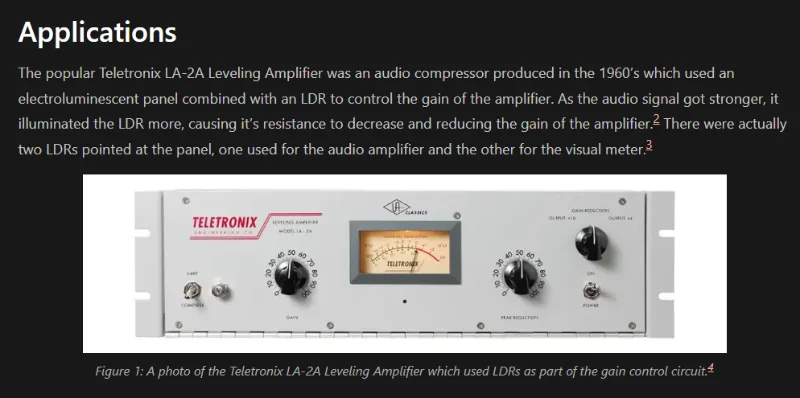 Applications
The popular Teletronix LA-2A Leveling Amplifier was an audio compressor produced in the 1960's which used an
electroluminescent panel combined with an LDR to control the gain of the amplifier. As the audio signal got stronger, it
illuminated the LDR more, causing it's resistance to decrease and reducing the gain of the amplifier.2 There were actually
two LDRs pointed at the panel, one used for the audio amplifier and the other for the visual meter.3
UA CLASSICS
TELETRONIX
ENGINEERING CO.
LEVELING AMPLIFIER
MODEL LA - 2A
GAIN REDUCTION
OUTPUT +10 OUTPUT +4
TELETRONIX
LIMIT
COMPRESS
0 10 20 30 40 50 60 70 80 90 100
GAIN
0 10 20 30 40 50 60 70 80 90 100
PEAK REDUCTION
ON
POWER
Figure 1: A photo of the Teletronix LA-2A Leveling Amplifier which used LDRs as part of the gain control circuit.4